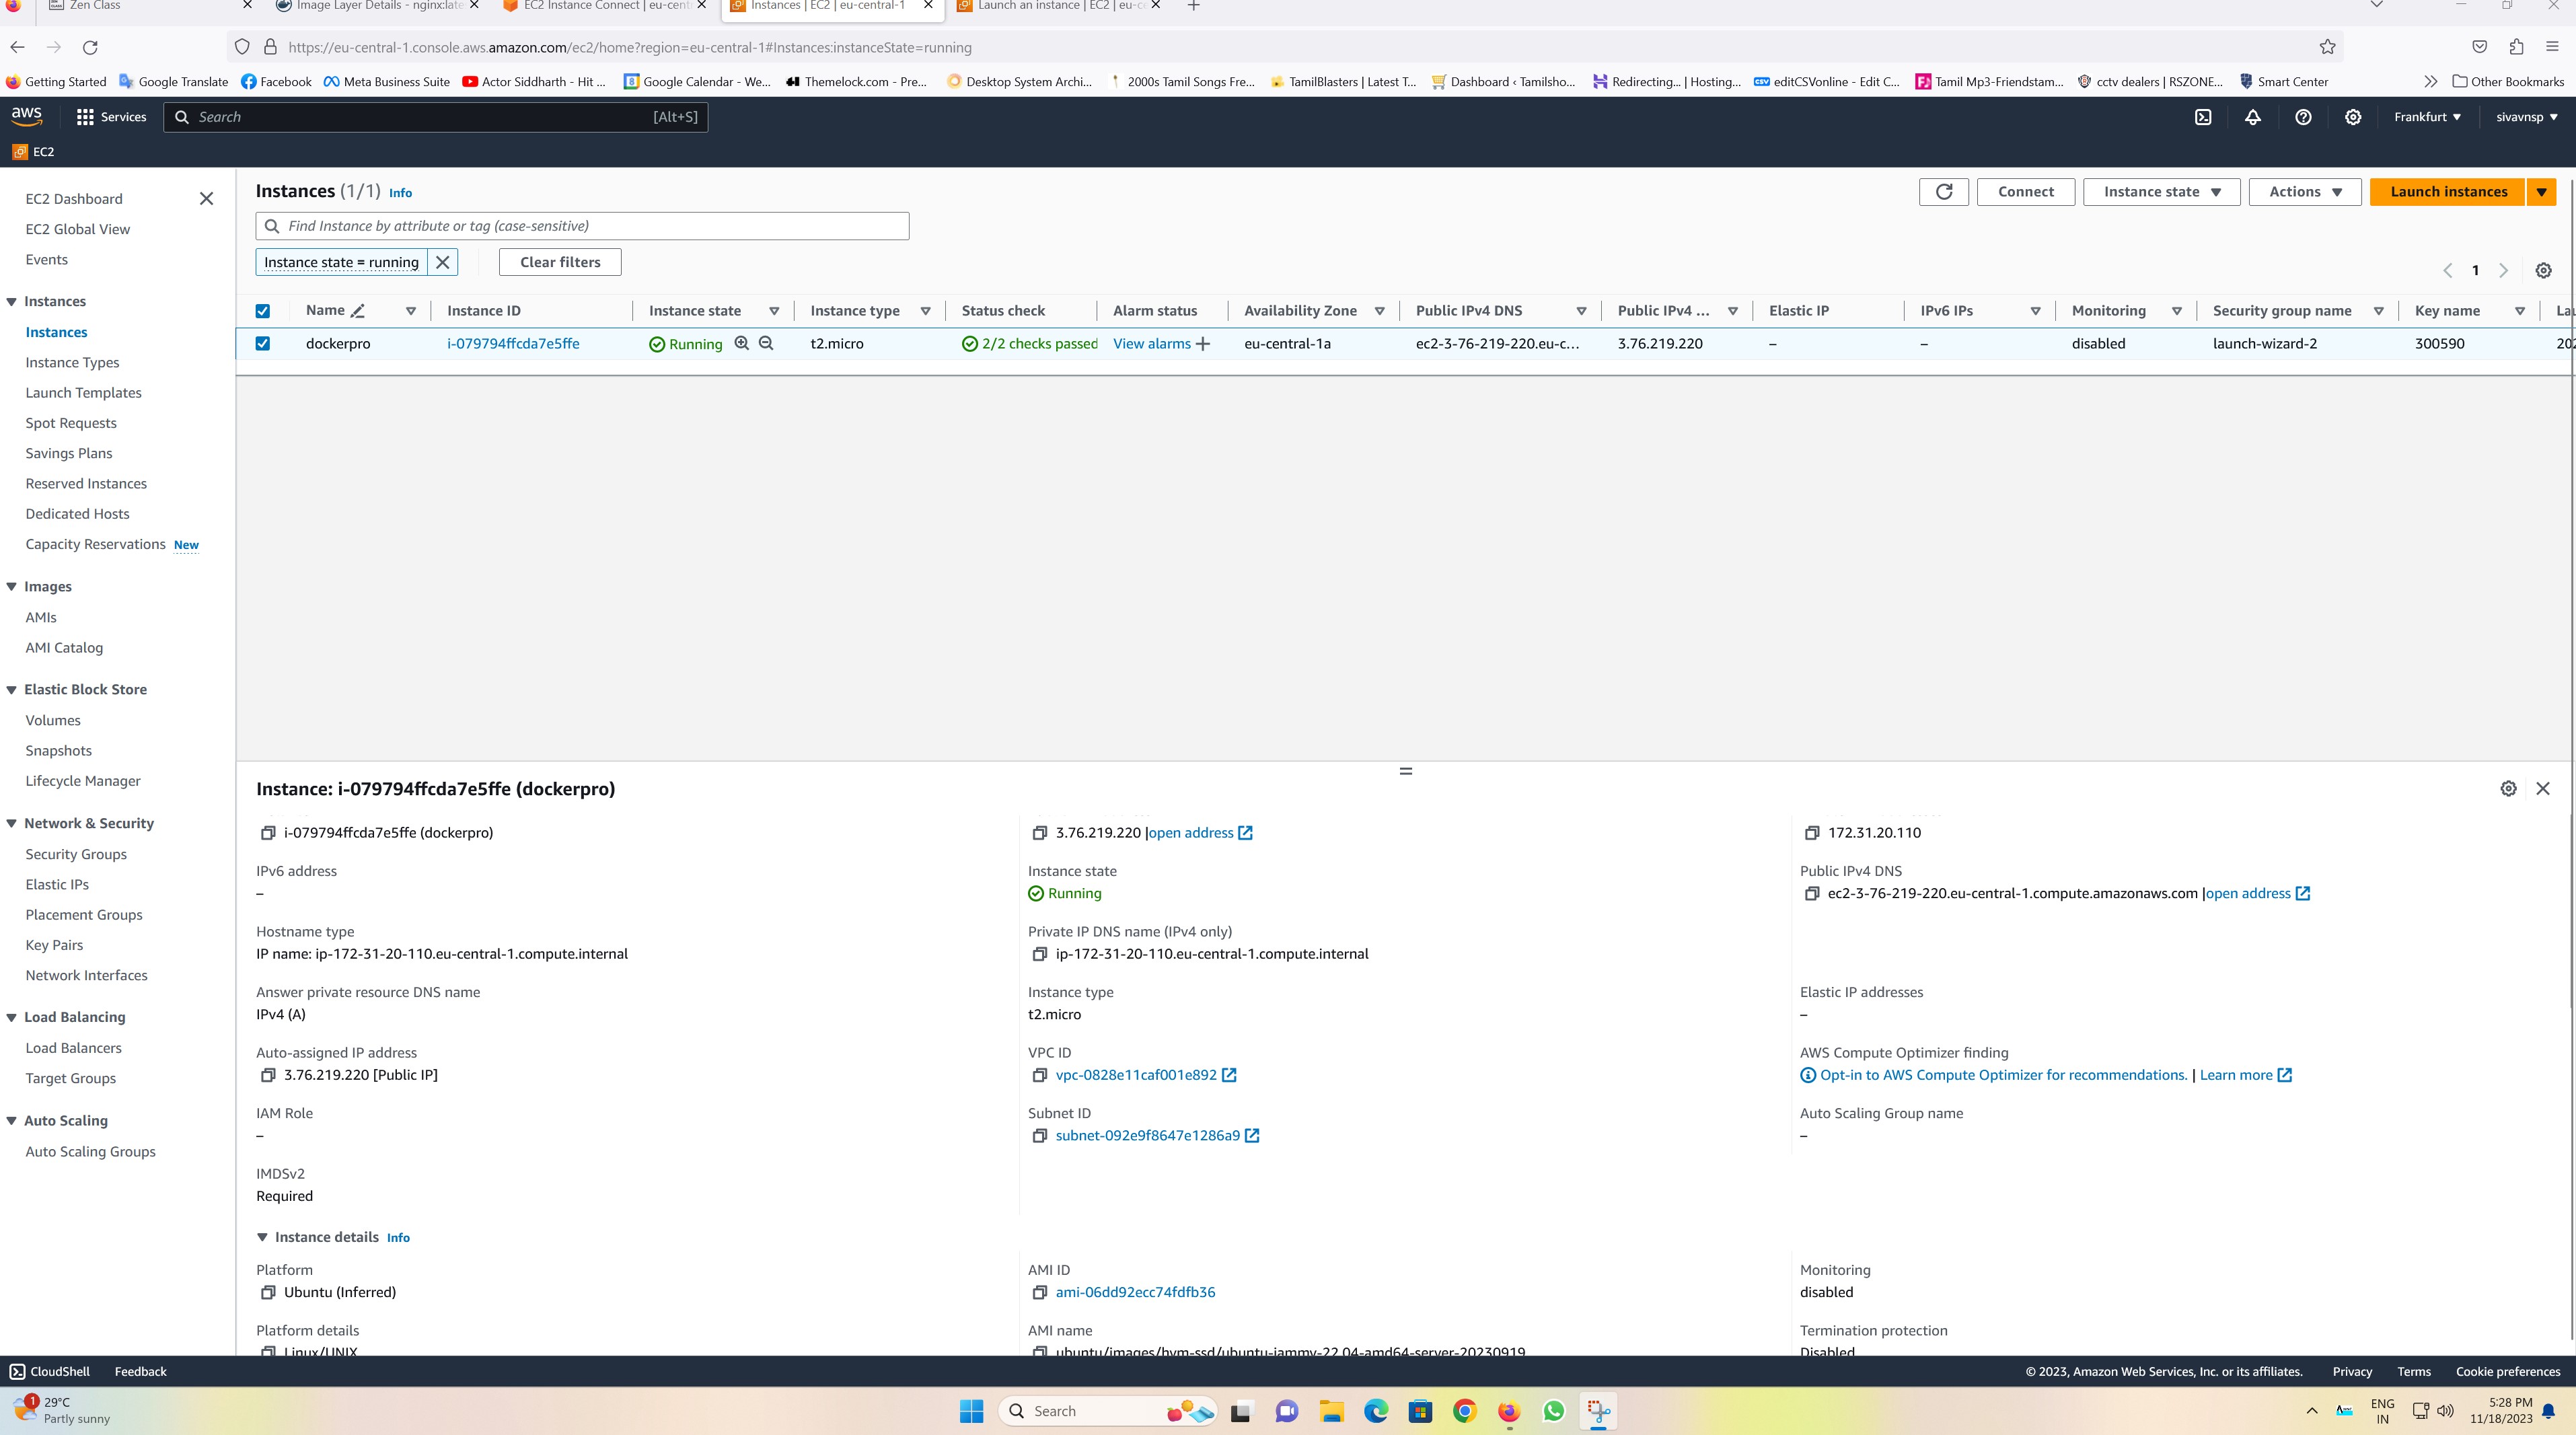 Zen Class
Image Layer Details - nginx:late
EC2 Instance Connect | eu-cent
Instances | EC2 | eu-central-1
Launch an instance | EC2 | eu-ce
https://eu-central-1.console.aws.amazon.com/ec2/home?region=eu-central-1#Instances:instanceState=running
Getting Started
Google Translate
Facebook
Meta Business Suite
Actor Siddharth - Hit ...
Google Calendar - We...
Themelock.com - Pre...
Desktop System Archi...
2000s Tamil Songs Fre...
TamilBlasters | Latest T...
Dashboard ‹ Tamilsho...
Redirecting... | Hosting...
editCSVonline - Edit C...
Tamil Mp3-Friendstam...
cctv dealers | RSZONE...
Smart Center
Other Bookmarks
aws
Services
Search
[Alt+S]
Frankfurt
sivavnsp
EC2
EC2 Dashboard
EC2 Global View
Events
Instances
Instances
Instance Types
Launch Templates
Spot Requests
Savings Plans
Reserved Instances
Dedicated Hosts
Capacity Reservations New
Images
AMIs
AMI Catalog
Elastic Block Store
Volumes
Snapshots
Lifecycle Manager
Network & Security
Security Groups
Elastic IPs
Placement Groups
Key Pairs
Network Interfaces
Load Balancing
Load Balancers
Target Groups
Auto Scaling
Auto Scaling Groups
Instances (1/1) Info
Connect
Instance state
Actions
Launch instances
Find Instance by attribute or tag (case-sensitive)
Instance state = running
Clear filters
1
Name Instance ID Instance state Instance type Status check Alarm status Availability Zone Public IPv4 DNS Public IPv4 ... Elastic IP IPv6 IPs Monitoring Security group name Key name Lau
dockerpro i-079794ffcda7e5ffe Running t2.micro 2/2 checks passed View alarms + eu-central-1a ec2-3-76-219-220.eu-c... 3.76.219.220 – – disabled launch-wizard-2 300590 202
Instance: i-079794ffcda7e5ffe (dockerpro)
i-079794ffcda7e5ffe (dockerpro)
3.76.219.220 |open address
172.31.20.110
IPv6 address
–
Instance state
Running
Public IPv4 DNS
ec2-3-76-219-220.eu-central-1.compute.amazonaws.com |open address
Hostname type
IP name: ip-172-31-20-110.eu-central-1.compute.internal
Private IP DNS name (IPv4 only)
ip-172-31-20-110.eu-central-1.compute.internal
Answer private resource DNS name
IPv4 (A)
Instance type
t2.micro
Elastic IP addresses
–
Auto-assigned IP address
3.76.219.220 [Public IP]
VPC ID
vpc-0828e11caf001e892
AWS Compute Optimizer finding
Opt-in to AWS Compute Optimizer for recommendations. | Learn more
IAM Role
–
Subnet ID
subnet-092e9f8647e1286a9
Auto Scaling Group name
–
IMDSv2
Required
Instance details Info
Platform
Ubuntu (Inferred)
AMI ID
ami-06dd92ecc74fdfb36
Monitoring
disabled
Platform details
Linux/UNIX
AMI name
ubuntu/images/hvm-ssd/ubuntu-jammy-22.04-amd64-server-20230919
Termination protection
Disabled
CloudShell
Feedback
© 2023, Amazon Web Services, Inc. or its affiliates.
Privacy
Terms
Cookie preferences
1
29°C
Partly sunny
Search
ENG
IN
5:28 PM
11/18/2023